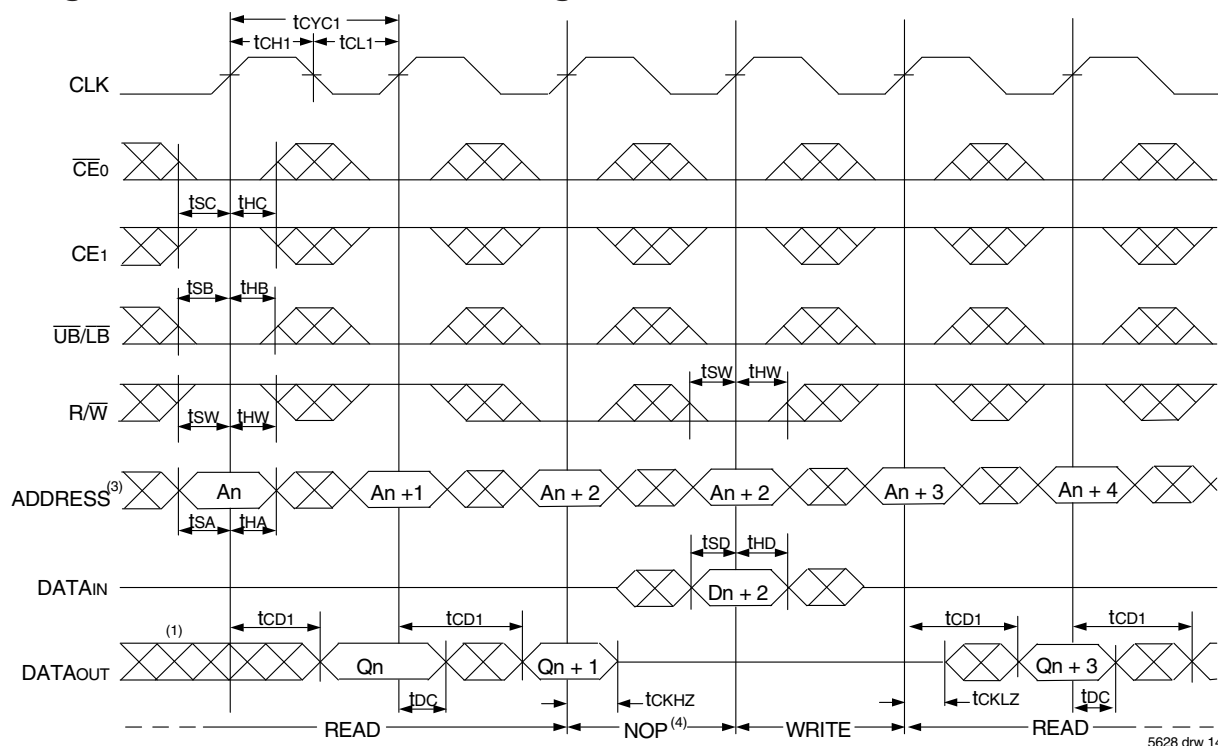 tCYC1
tCH1 tCL1
CLK
CE0
tSC tHC
CE1
tSB tHB
UB/LB
tSW tHW
R/W
tSW tHW
ADDRESS(3) An An +1 An + 2 An + 2 An + 3 An + 4
tSA tHA
tSD tHD
DATAIN Dn + 2
(1) tCD1 tCD1 tCD1 tCD1
DATAOUT Qn Qn + 1 Qn + 3
tDC tCKHZ tCKLZ tDC
READ NOP(4) WRITE READ
5628 drw 14